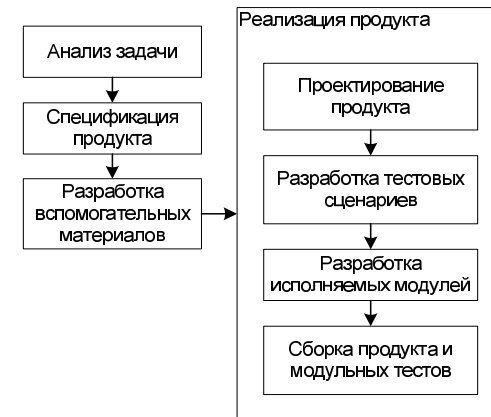 Анализ задачи
Спецификация
продукта
Разработка
вспомогательных
материалов
Реализация продукта
Проектирование
продукта
Разработка тестовых
сценариев
Разработка
исполняемых модулей
Сборка продукта и
модульных тестов